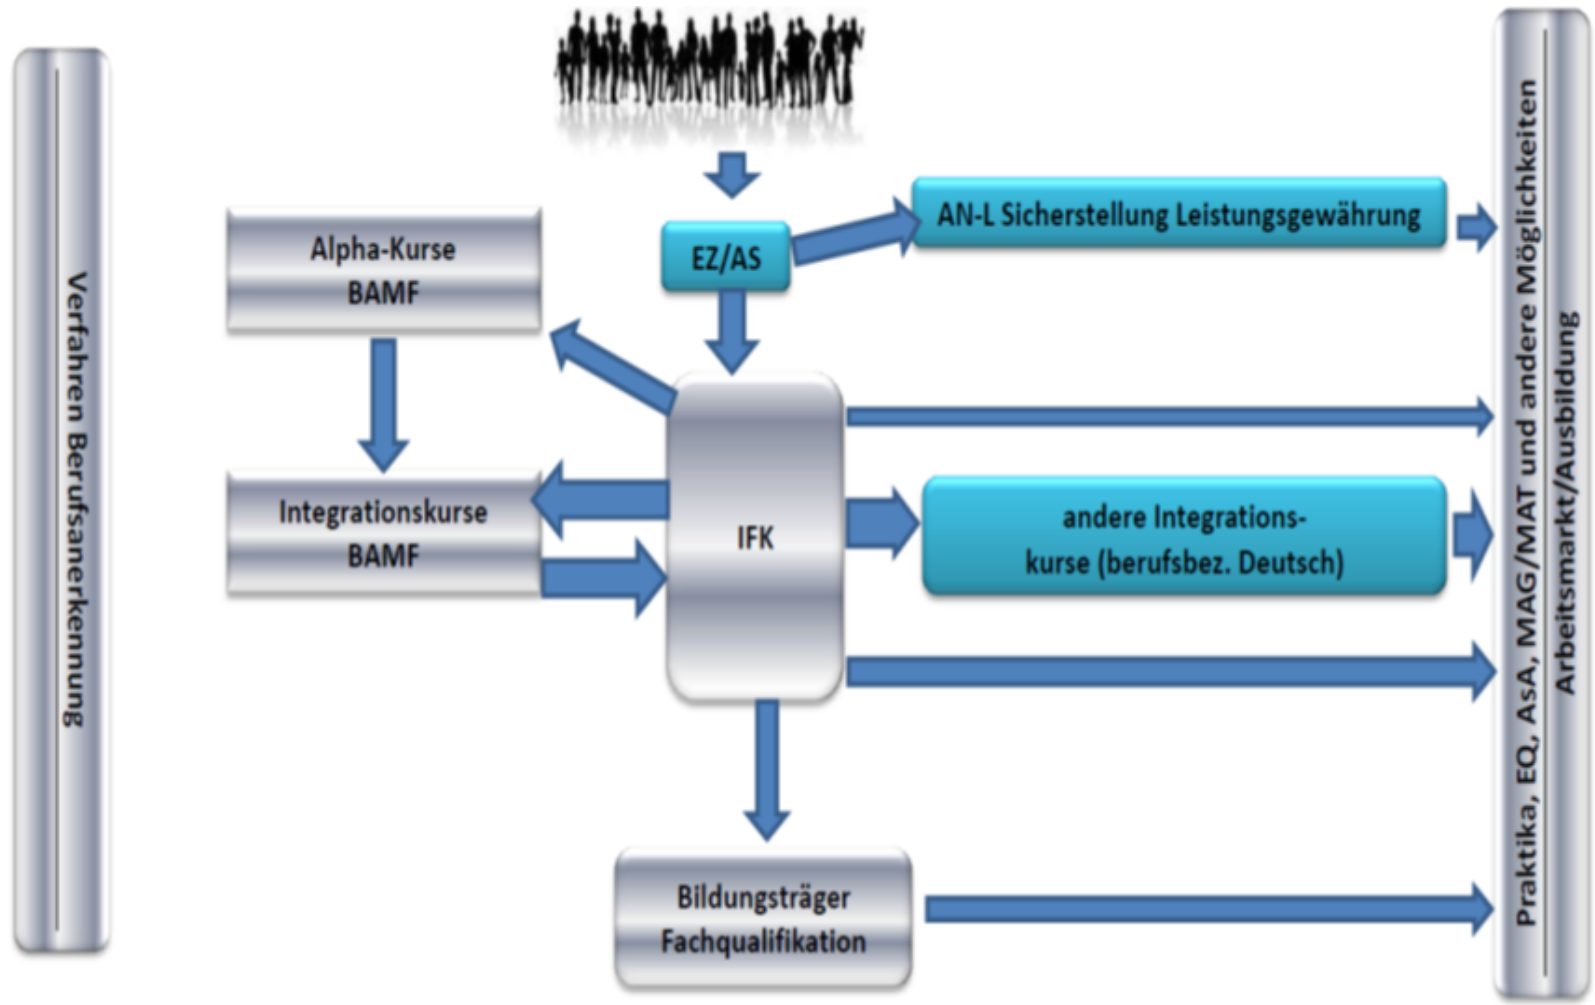 Verfahren Berufsanerkennung
Alpha-Kurse
BAMF
Integrationskurse
BAMF
EZ/AS
IFK
Bildungsträger
Fachqualifikation
AN-L Sicherstellung Leistungsgewährung
andere Integrations-
kurse (berufsbez. Deutsch)
Praktika, EQ, AsA, MAG/MAT und andere Möglichkeiten
Arbeitsmarkt/Ausbildung